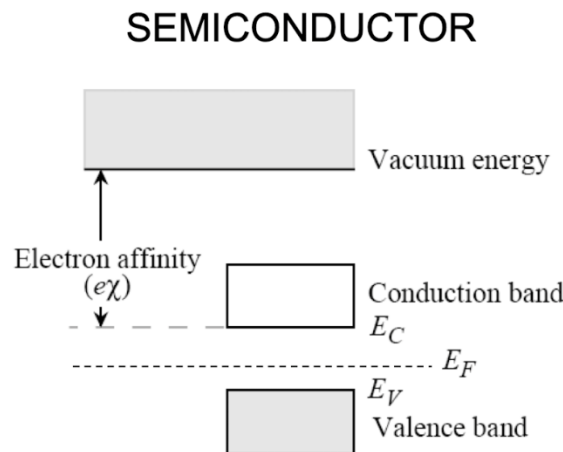 SEMICONDUCTOR
Vacuum energy
Electron affinity
(eχ)
Conduction band
E_C
E_F
E_V
Valence band